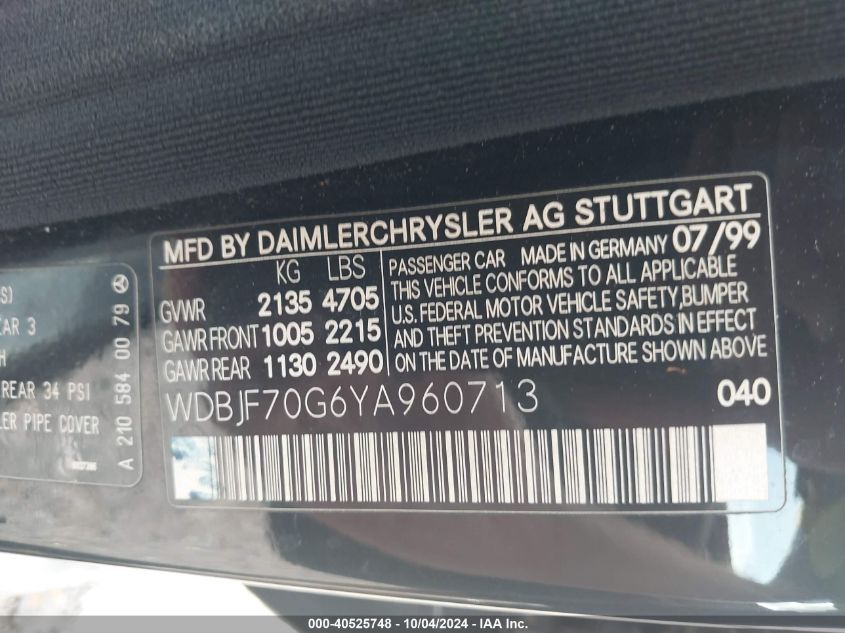 S)
AR 3
H
REAR 34 PSI
LER PIPE COVER
A 210 584 00 79
MFD BY DAIMLERCHRYSLER AG STUTTGART
KG LBS
GVWR 2135 4705
GAWR FRONT 1005 2215
GAWR REAR 1130 2490
PASSENGER CAR MADE IN GERMANY 07/99
THIS VEHICLE CONFORMS TO ALL APPLICABLE
U.S. FEDERAL MOTOR VEHICLE SAFETY,BUMPER
AND THEFT PREVENTION STANDARDS IN EFFECT
ON THE DATE OF MANUFACTURE SHOWN ABOVE
WDBJF70G6YA960713 040
000-40525748 - 10/04/2024 - IAA Inc.